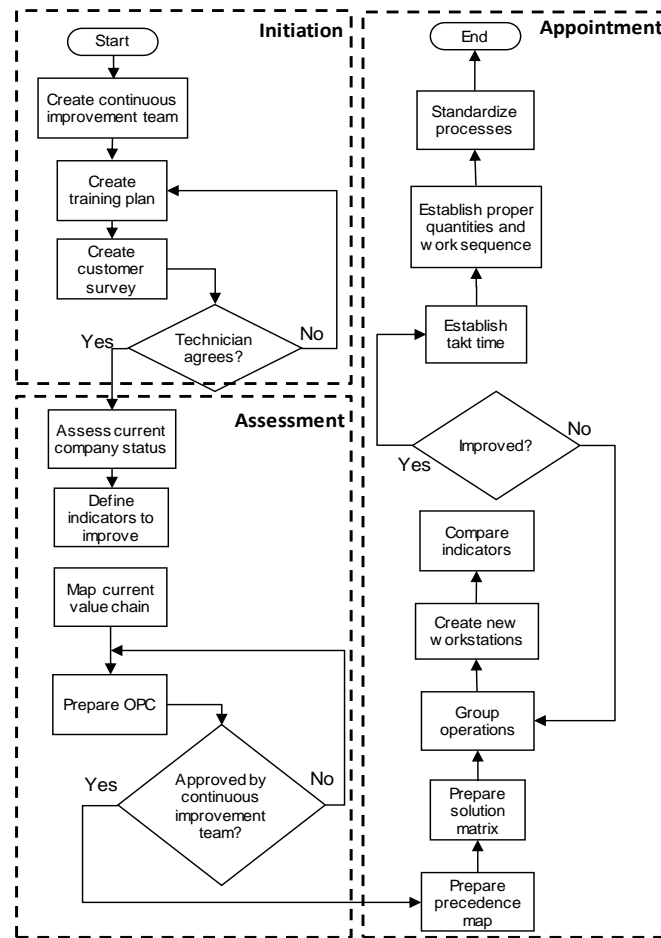 Initiation
Start
Create continuous
improvement team
Create
training plan
Create
customer
survey
Technician
agrees?
Yes
No
Assessment
Assess current
company status
Define
indicators to
improve
Map current
value chain
Prepare OPC
Approved by
continuous
improvement
team?
Yes
No
Appointment
End
Standardize
processes
Establish proper
quantities and
work sequence
Establish
takt time
Improved?
Yes
No
Compare
indicators
Create new
workstations
Group
operations
Prepare
solution
matrix
Prepare
precedence
map